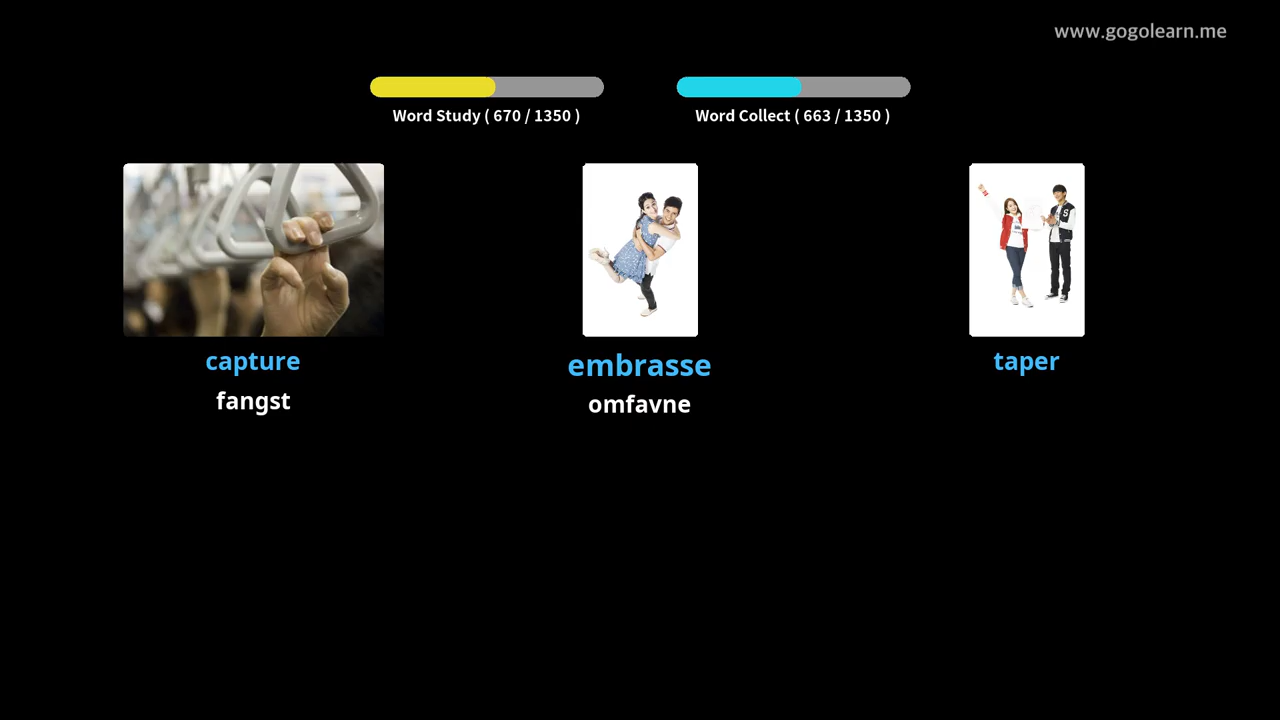 www.gogolearn.me
Word Study ( 670 / 1350 )
Word Collect ( 663 / 1350 )
capture
fangst
embrasse
omfavne
taper